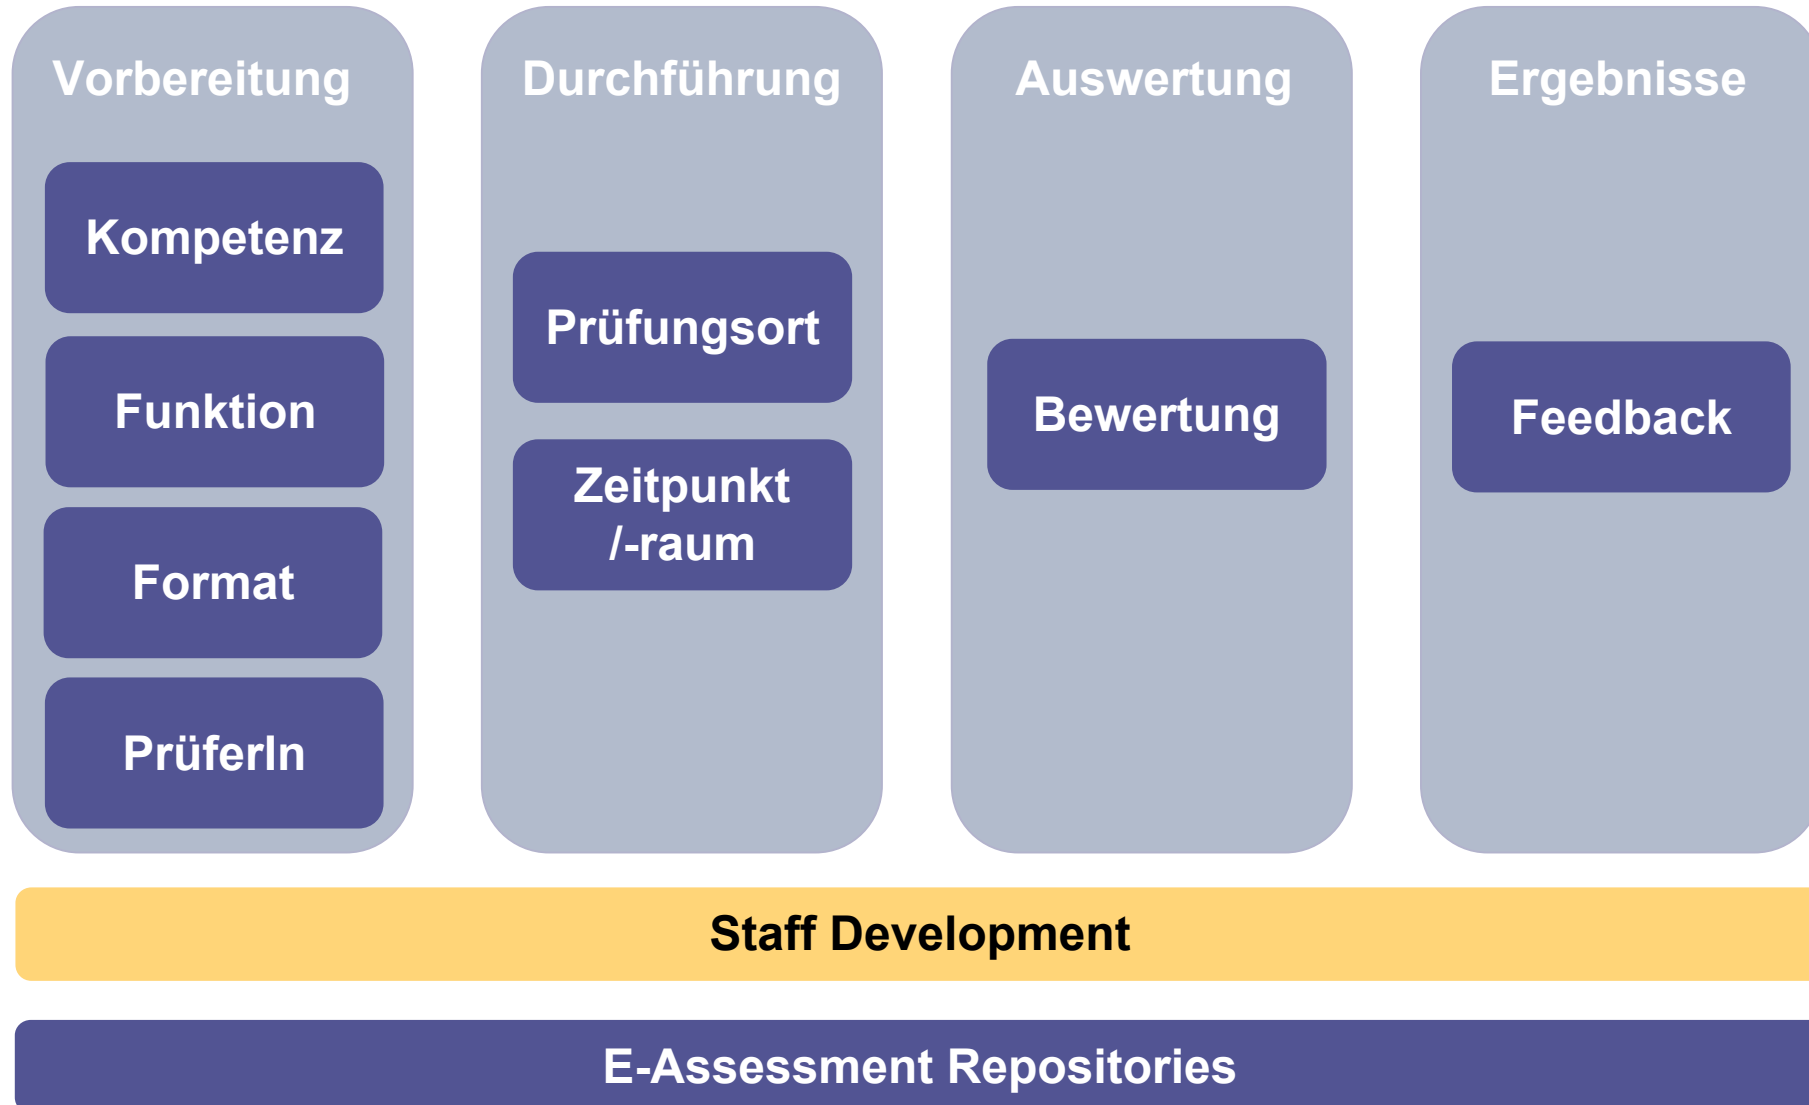 Vorbereitung
Kompetenz
Funktion
Format
PrüferIn
Durchführung
Prüfungsort
Zeitpunkt
/-raum
Auswertung
Bewertung
Ergebnisse
Feedback
Staff Development
E-Assessment Repositories